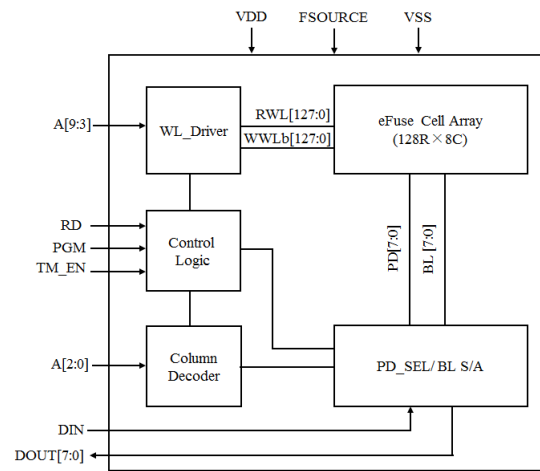 VDD FSOURCE VSS
A[9:3]
WL_Driver
RWL[127:0]
WWLb[127:0]
eFuse Cell Array
(128R×8C)
RD
PGM
TM_EN
Control
Logic
PD[7:0]
BL [7:0]
A[2:0]
Column
Decoder
PD_SEL/ BL S/A
DIN
DOUT[7:0]